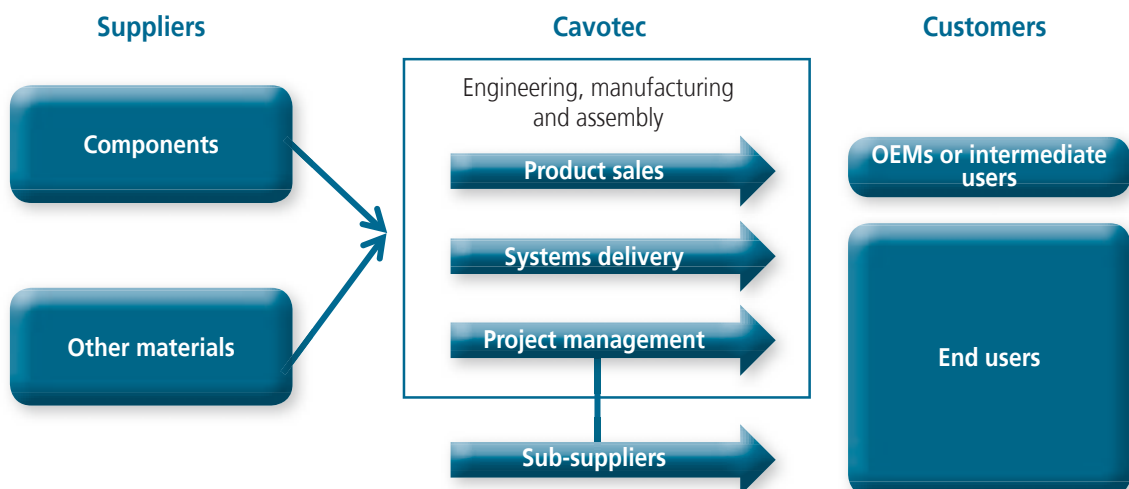 Suppliers
Cavotec
Customers
Components
Other materials
Engineering, manufacturing
and assembly
Product sales
Systems delivery
Project management
Sub-suppliers
OEMs or intermediate
users
End users